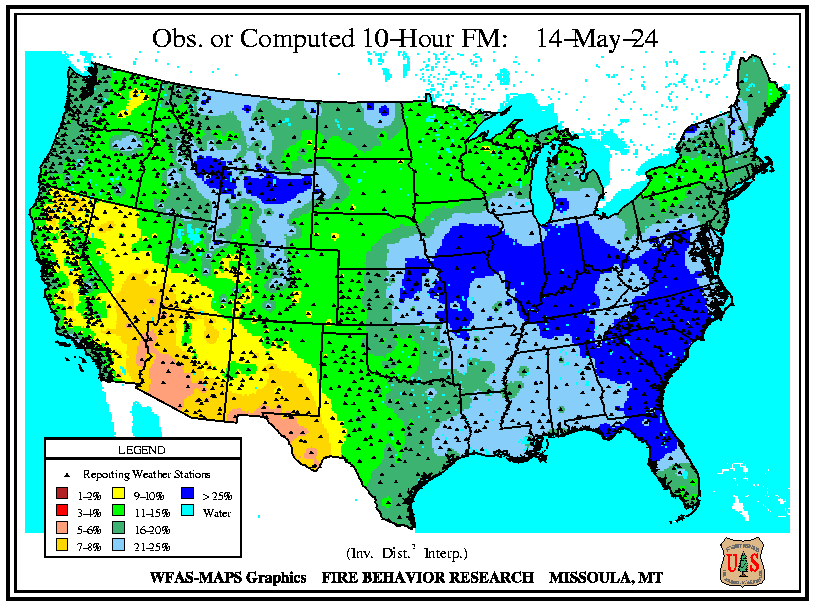 Obs. or Computed 10-Hour FM: 14-May-24
LEGEND
Reporting Weather Stations
1-2% 9-10% > 25%
3-4% 11-15% Water
5-6% 16-20%
7-8% 21-25%
(Inv. Dist.² Interp.)
WFAS-MAPS Graphics FIRE BEHAVIOR RESEARCH MISSOULA, MT
U S